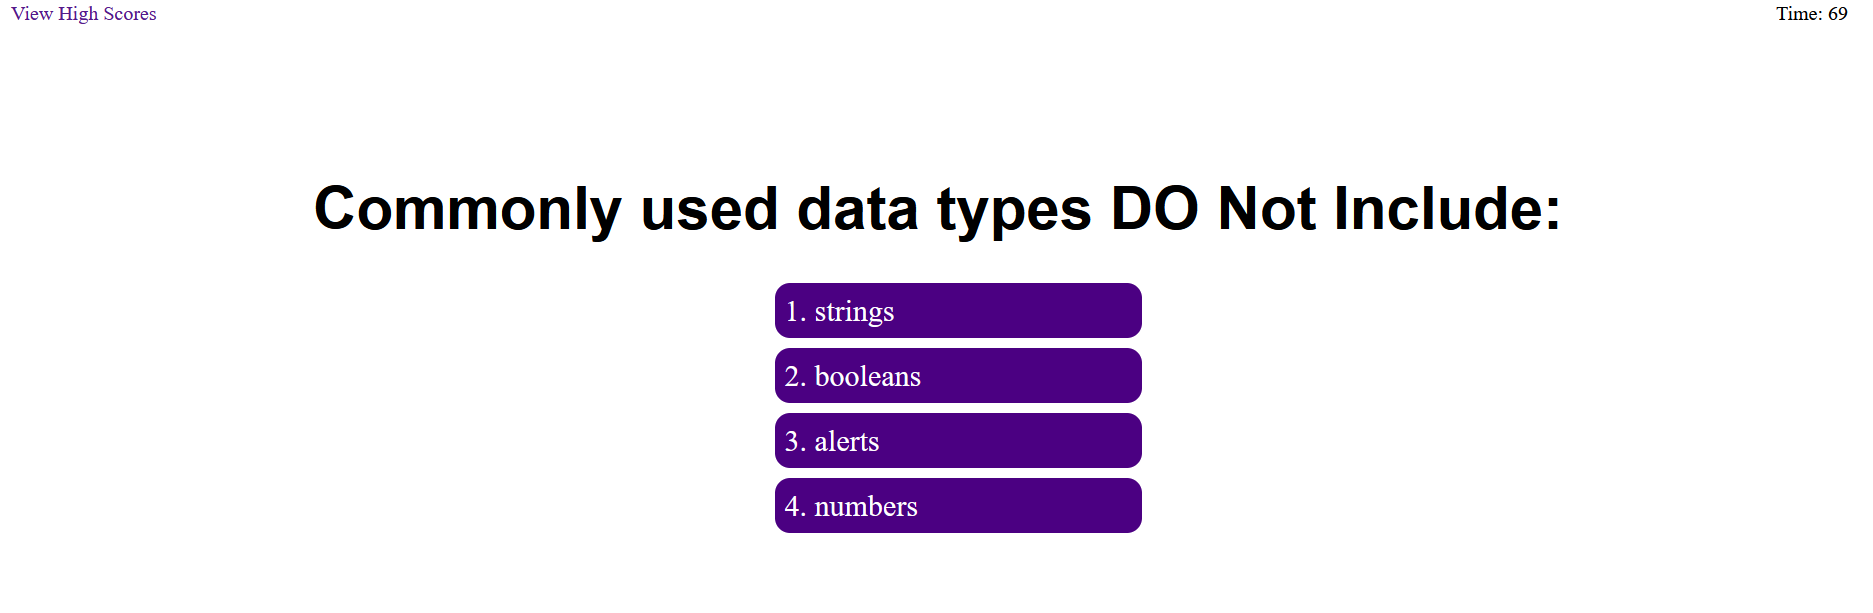 View High Scores
Time: 69
Commonly used data types DO Not Include:
1. strings
2. booleans
3. alerts
4. numbers